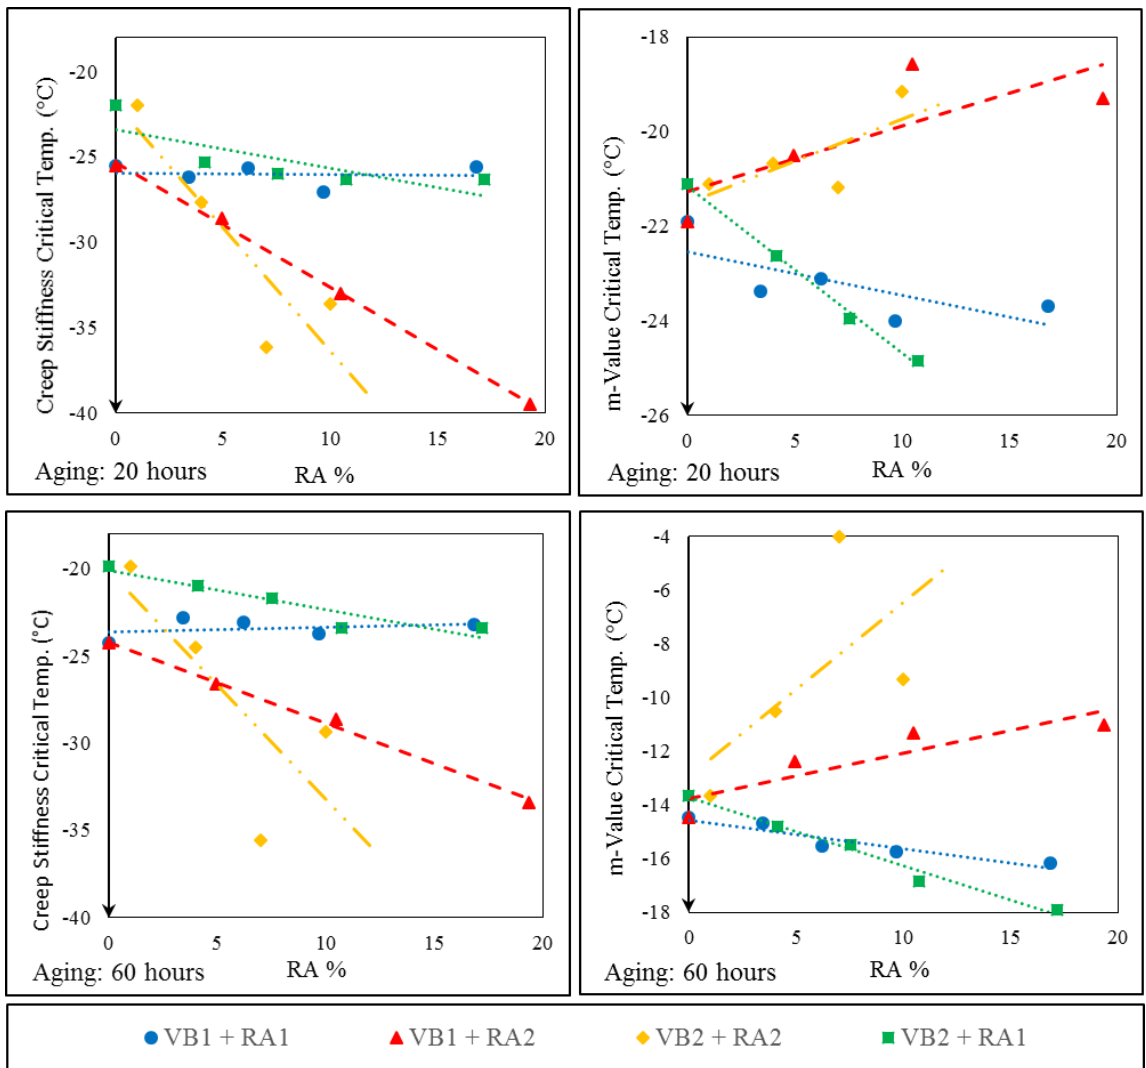 Creep Stiffness Critical Temp. (°C)
-20
-25
-30
-35
-40
0 5 10 15 20
Aging: 20 hours
RA %
m-Value Critical Temp. (°C)
-18
-20
-22
-24
-26
0 5 10 15 20
Aging: 20 hours
RA %
Creep Stiffness Critical Temp. (°C)
-20
-25
-30
-35
-40
0 5 10 15 20
Aging: 60 hours
RA %
m-Value Critical Temp. (°C)
-4
-6
-8
-10
-12
-14
-16
-18
0 5 10 15 20
Aging: 60 hours
RA %
VB1 + RA1 VB1 + RA2 VB2 + RA2 VB2 + RA1